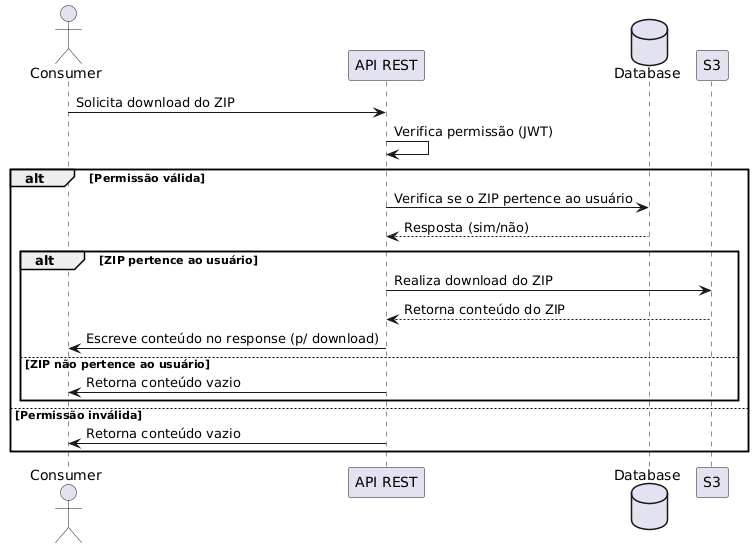 Consumer
API REST
Database
S3
Solicita download do ZIP
Verifica permissão (JWT)
alt [Permissão válida]
Verifica se o ZIP pertence ao usuário
Resposta (sim/não)
alt [ZIP pertence ao usuário]
Realiza download do ZIP
Retorna conteúdo do ZIP
Escreve conteúdo no response (p/ download)
[ZIP não pertence ao usuário]
Retorna conteúdo vazio
[Permissão inválida]
Retorna conteúdo vazio
Consumer
API REST
Database
S3